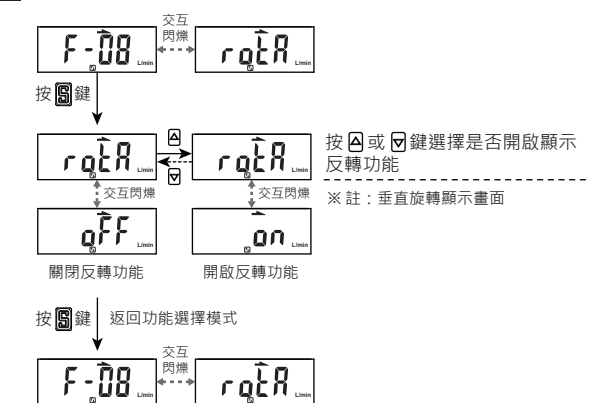 交互
閃爍
F-08 L/min
rotA L/min
按 S 鍵
rotA L/min
rotA L/min
按 △ 或 ▽ 鍵選擇是否開啟顯示
反轉功能
交互閃爍
交互閃爍
※註：垂直旋轉顯示畫面
oFF L/min
on L/min
關閉反轉功能
開啟反轉功能
按 S 鍵
返回功能選擇模式
交互
閃爍
F-08 L/min
rotA L/min